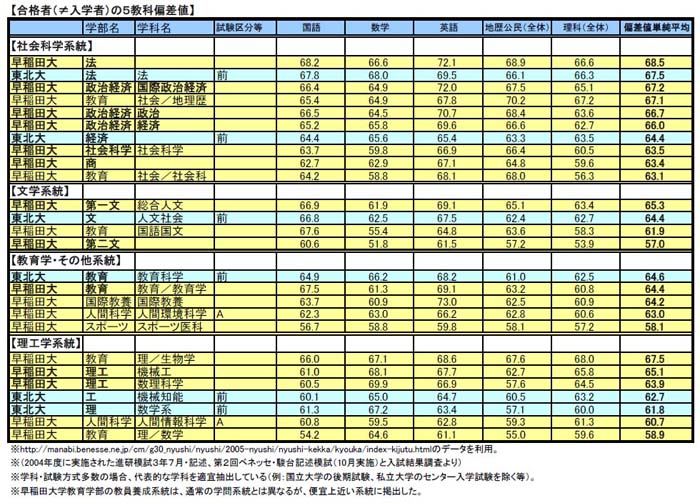 【合格者（≠入学者）の５教科偏差値】
学部名 学科名 試験区分等 国語 数学 英語 地歴公民（全体） 理科（全体） 偏差値単純平均
【社会科学系統】
早稲田大 法 68.2 66.6 72.1 68.9 66.6 68.5
東北大 法 法 前 67.8 68.0 69.5 66.1 66.3 67.5
早稲田大 政治経済 国際政治経済 66.4 64.9 72.0 67.5 65.1 67.2
早稲田大 教育 社会／地理歴 65.4 64.9 67.8 70.2 67.2 67.1
早稲田大 政治経済 政治 66.5 64.5 70.7 68.4 63.6 66.7
早稲田大 政治経済 経済 65.2 65.8 69.6 66.6 62.7 66.0
東北大 経済 前 64.4 65.6 65.4 63.3 63.5 64.4
早稲田大 社会科学 社会科学 63.7 59.8 66.9 66.4 60.5 63.5
早稲田大 商 62.7 62.9 67.1 64.8 59.6 63.4
早稲田大 教育 社会／社会科 64.2 58.8 68.1 68.0 56.3 63.1
【文学系統】
早稲田大 第一文 総合人文 66.9 61.9 69.1 65.1 63.4 65.3
東北大 文 人文社会 前 66.8 62.5 67.5 62.4 62.7 64.4
早稲田大 教育 国語国文 67.6 55.4 64.8 63.6 58.3 61.9
早稲田大 第二文 60.6 51.8 61.5 57.2 53.9 57.0
【教育学・その他系統】
東北大 教育 教育科学 前 64.9 66.2 68.2 61.0 62.5 64.6
早稲田大 教育 教育／教育学 67.5 61.3 69.1 63.2 60.8 64.4
早稲田大 国際教養 国際教養 63.7 60.9 73.0 62.5 60.7 64.2
早稲田大 人間科学 人間環境科学 A 62.3 63.0 66.2 62.8 60.6 63.0
早稲田大 スポーツ スポーツ医科 56.7 58.8 59.8 58.1 57.2 58.1
【理工学系統】
早稲田大 教育 理／生物学 66.0 67.1 68.6 67.6 68.0 67.5
早稲田大 理工 機械工 61.0 68.1 67.7 62.7 65.8 65.1
早稲田大 理工 数理科学 60.5 69.9 66.9 57.6 64.5 63.9
東北大 工 機械知能 前 60.1 65.0 64.7 60.5 63.2 62.7
東北大 理 数学系 前 61.3 67.2 63.4 57.1 60.0 61.8
早稲田大 人間科学 人間情報科学 A 60.8 59.5 62.8 59.3 61.3 60.7
早稲田大 教育 理／数学 54.2 64.6 61.1 55.0 59.6 58.9
※http://manabi.benesse.ne.jp/cm/g30_nyushi/nyushi/2005-nyushi/nyushi-kekka/kyouka/index-kijutu.htmlのデータを利用。
※（2004年度に実施された進研模試3年7月・記述、第2回ベネッセ・駿台記述模試（10月実施）と入試結果調査より）
※学科・試験方式多数の場合、代表的な学科を適宜抽出している（例：国立大学の後期試験、私立大学のセンター入学試験を除く等）。
※早稲田大学教育学部の教員養成系統は、通常の学問系統とは異なるが、便宜上近い系統に掲出した。